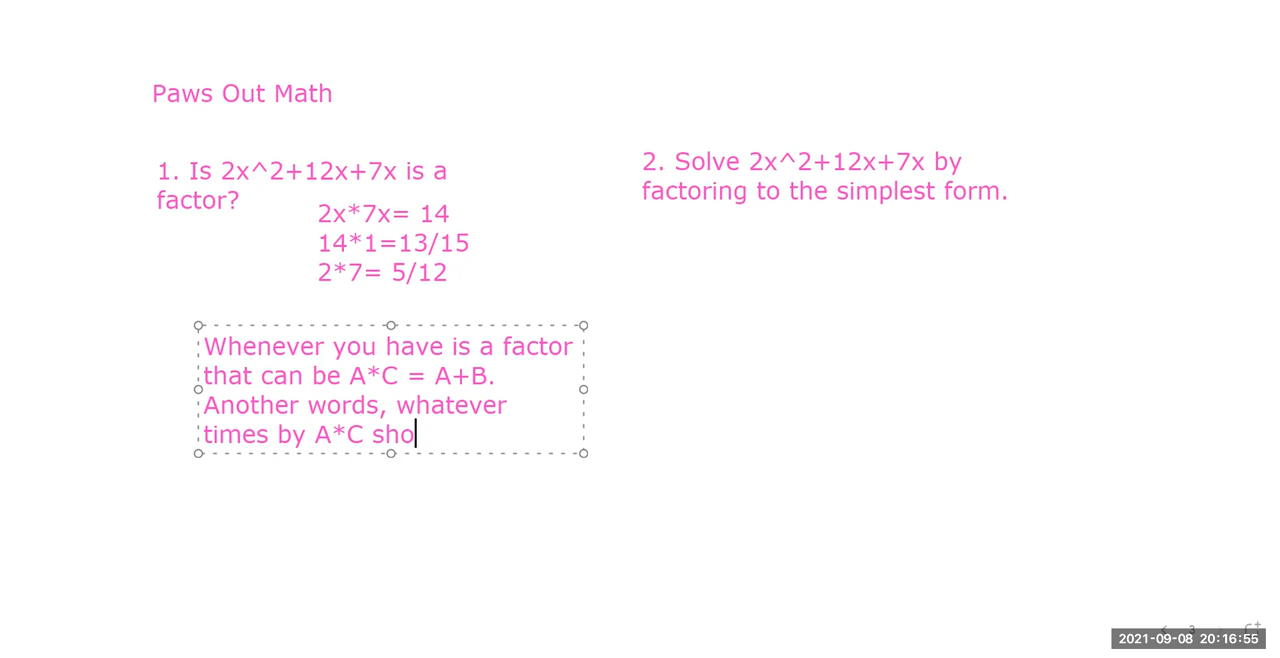 Paws Out Math
1. Is 2x^2+12x+7x is a
factor?
2x*7x= 14
14*1=13/15
2*7= 5/12
Whenever you have is a factor
that can be A*C = A+B.
Another words, whatever
times by A*C sho
2. Solve 2x^2+12x+7x by
factoring to the simplest form.
3
2021-09-08 20:16:55